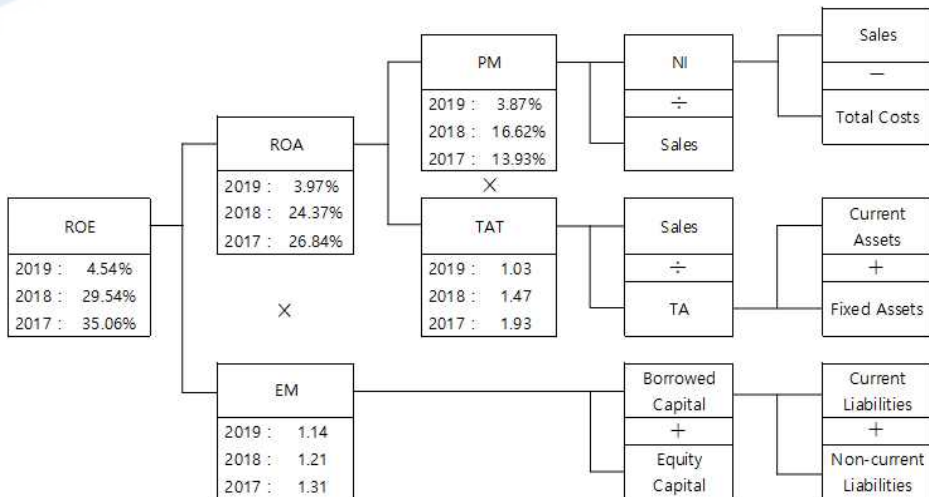 ROE
2019 : 4.54%
2018 : 29.54%
2017 : 35.06%
ROA
2019 : 3.97%
2018 : 24.37%
2017 : 26.84%
×
EM
2019 : 1.14
2018 : 1.21
2017 : 1.31
PM
2019 : 3.87%
2018 : 16.62%
2017 : 13.93%
×
TAT
2019 : 1.03
2018 : 1.47
2017 : 1.93
NI
÷
Sales
Sales
÷
TA
Borrowed
Capital
+
Equity
Capital
Sales
−
Total Costs
Current
Assets
+
Fixed Assets
Current
Liabilities
+
Non-current
Liabilities